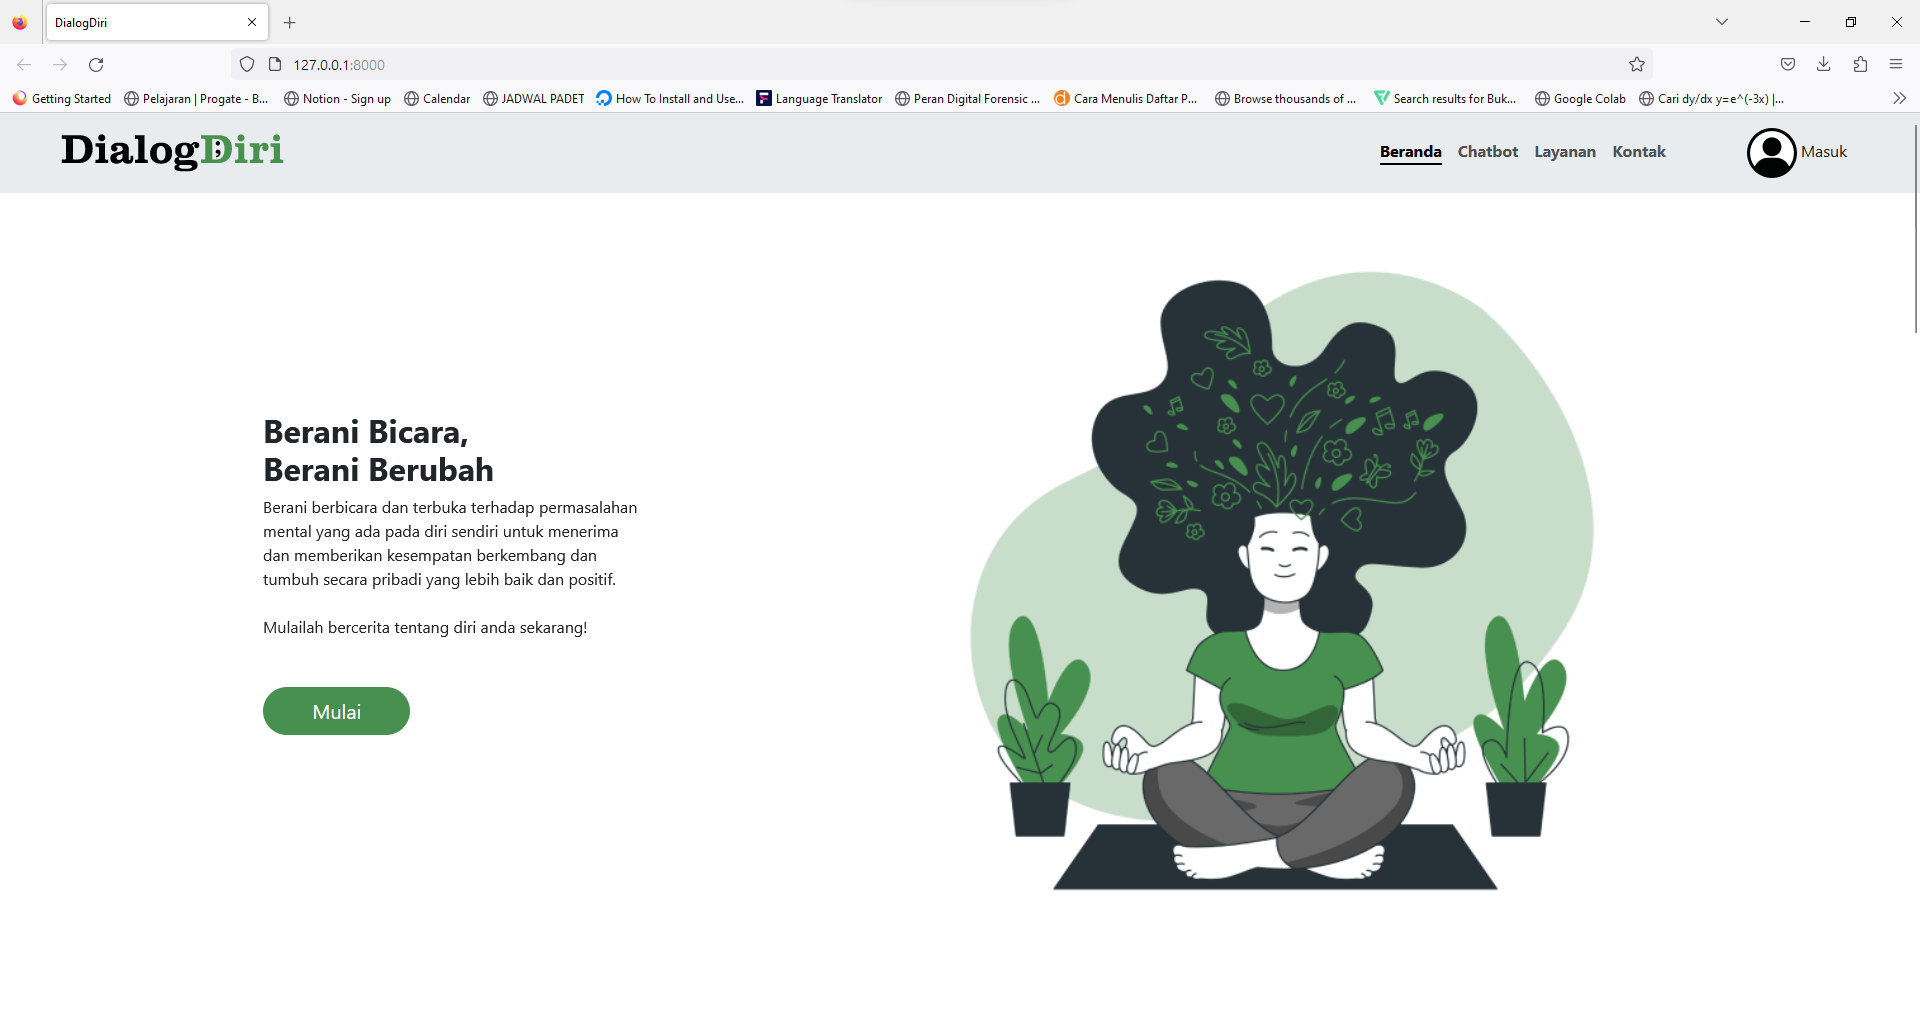 DialogDiri
127.0.0.1:8000
Getting Started
Pelajaran | Progate - B...
Notion - Sign up
Calendar
JADWAL PADET
How To Install and Use...
Language Translator
Peran Digital Forensic ...
Cara Menulis Daftar P...
Browse thousands of ...
Search results for Buk...
Google Colab
Cari dy/dx y=e^(-3x) |...
DialogDiri
Beranda
Chatbot
Layanan
Kontak
Masuk
Berani Bicara,
Berani Berubah
Berani berbicara dan terbuka terhadap permasalahan
mental yang ada pada diri sendiri untuk menerima
dan memberikan kesempatan berkembang dan
tumbuh secara pribadi yang lebih baik dan positif.
Mulailah bercerita tentang diri anda sekarang!
Mulai